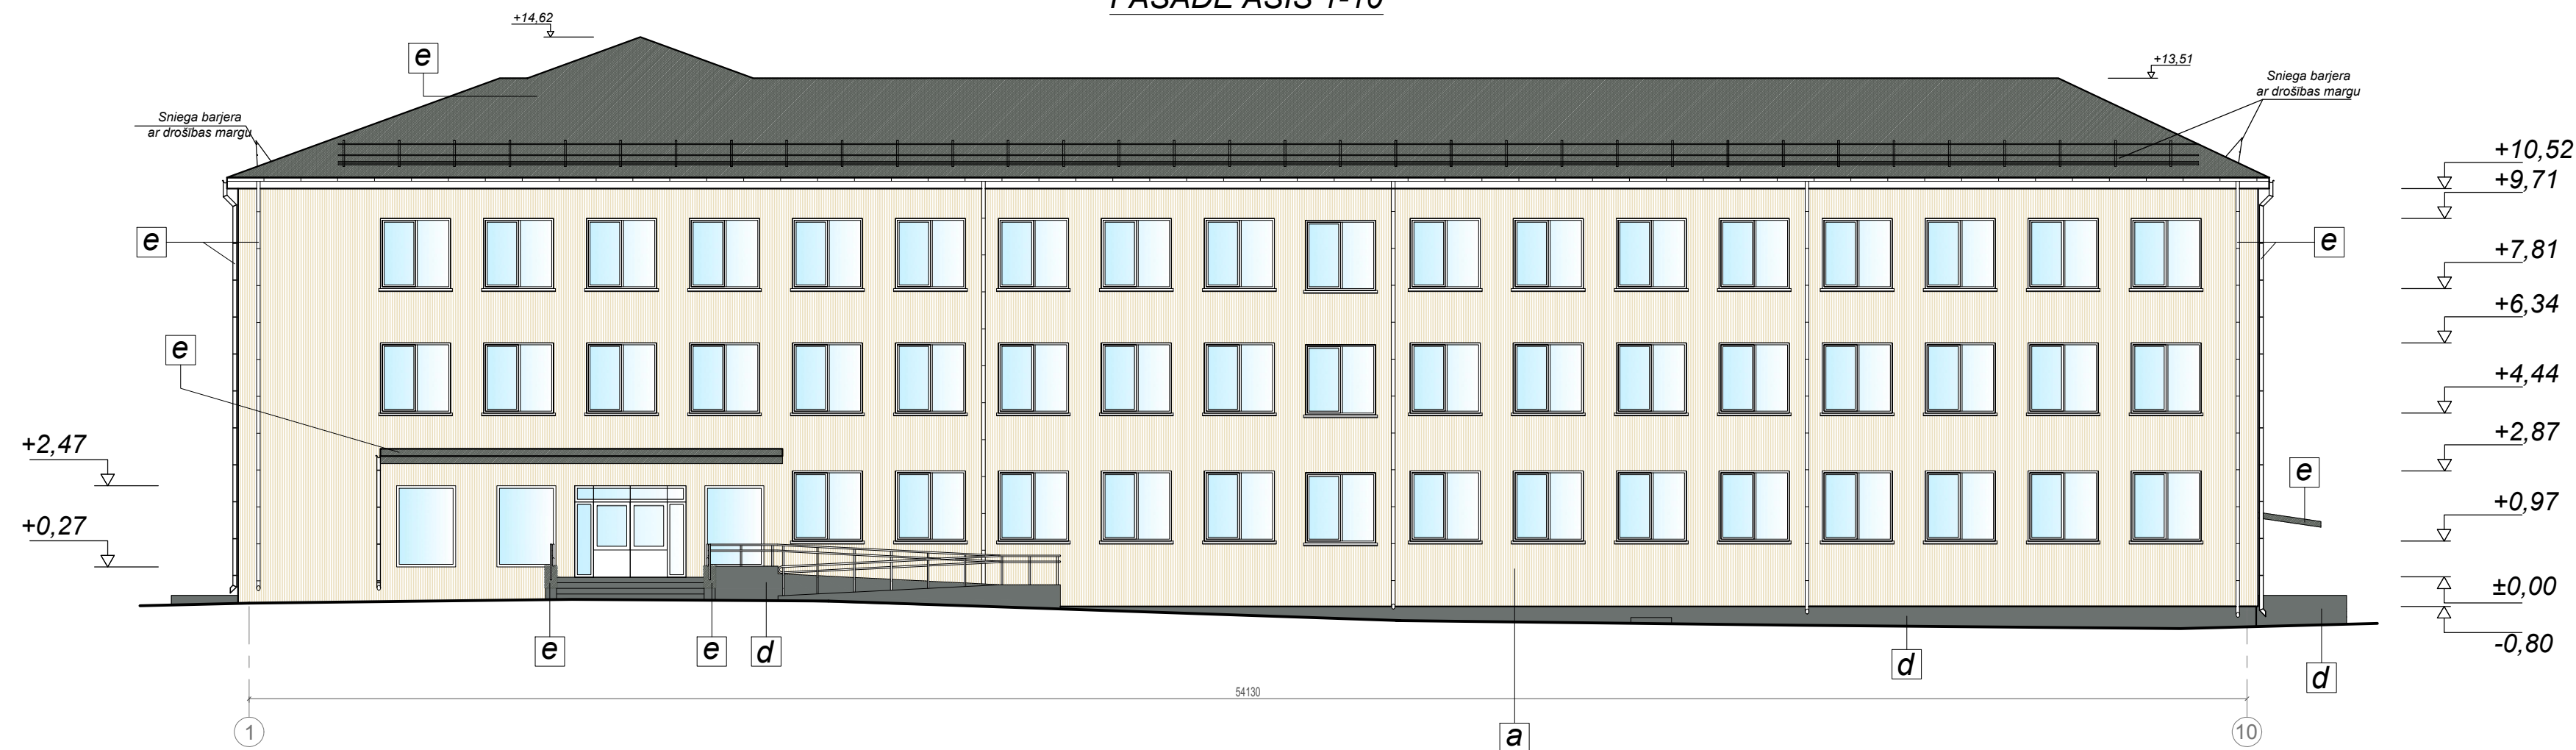 FASĀDE ASĪS 1-10
+14,62
e
+13,51
Sniega barjera
ar drošības margu
Sniega barjera
ar drošības margu
+10,52
+9,71
e
e
+7,81
+6,34
e
+4,44
+2,47
+2,87
e
+0,27
+0,97
±0,00
-0,80
e
e
d
d
d
54130
1
a
10